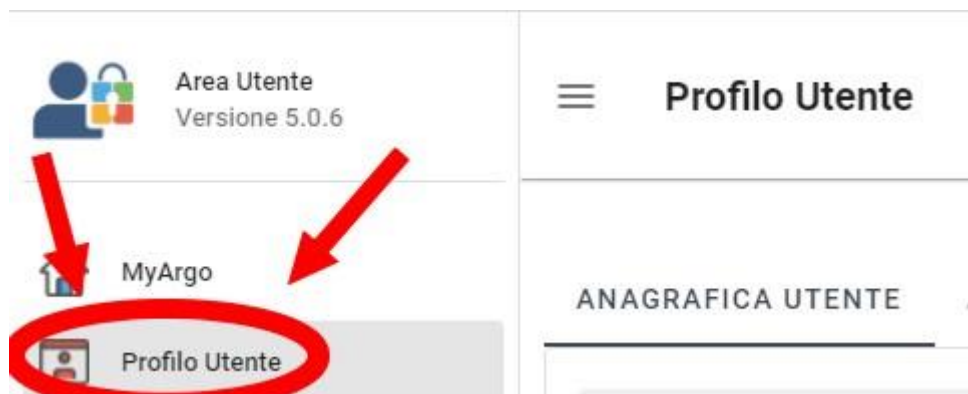 Area Utente
Versione 5.0.6
MyArgo
Profilo Utente
Profilo Utente
ANAGRAFICA UTENTE